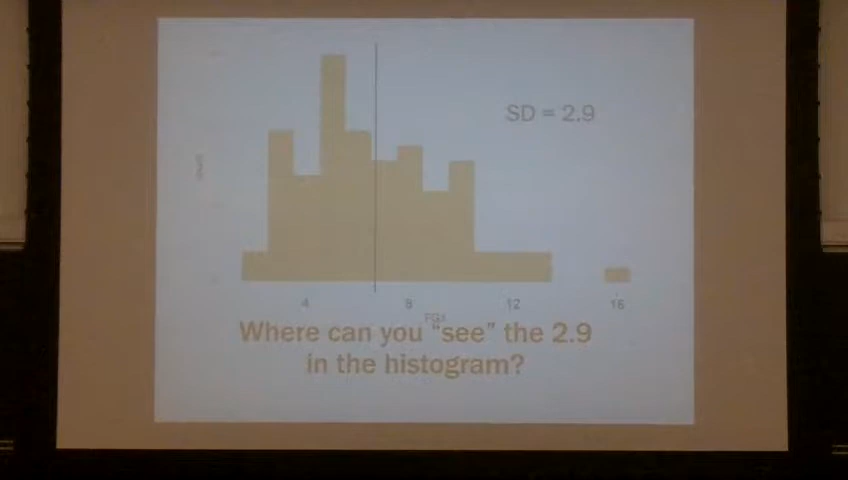 SD = 2.9
4 8 12 16
Where can you "see" the 2.9
in the histogram?